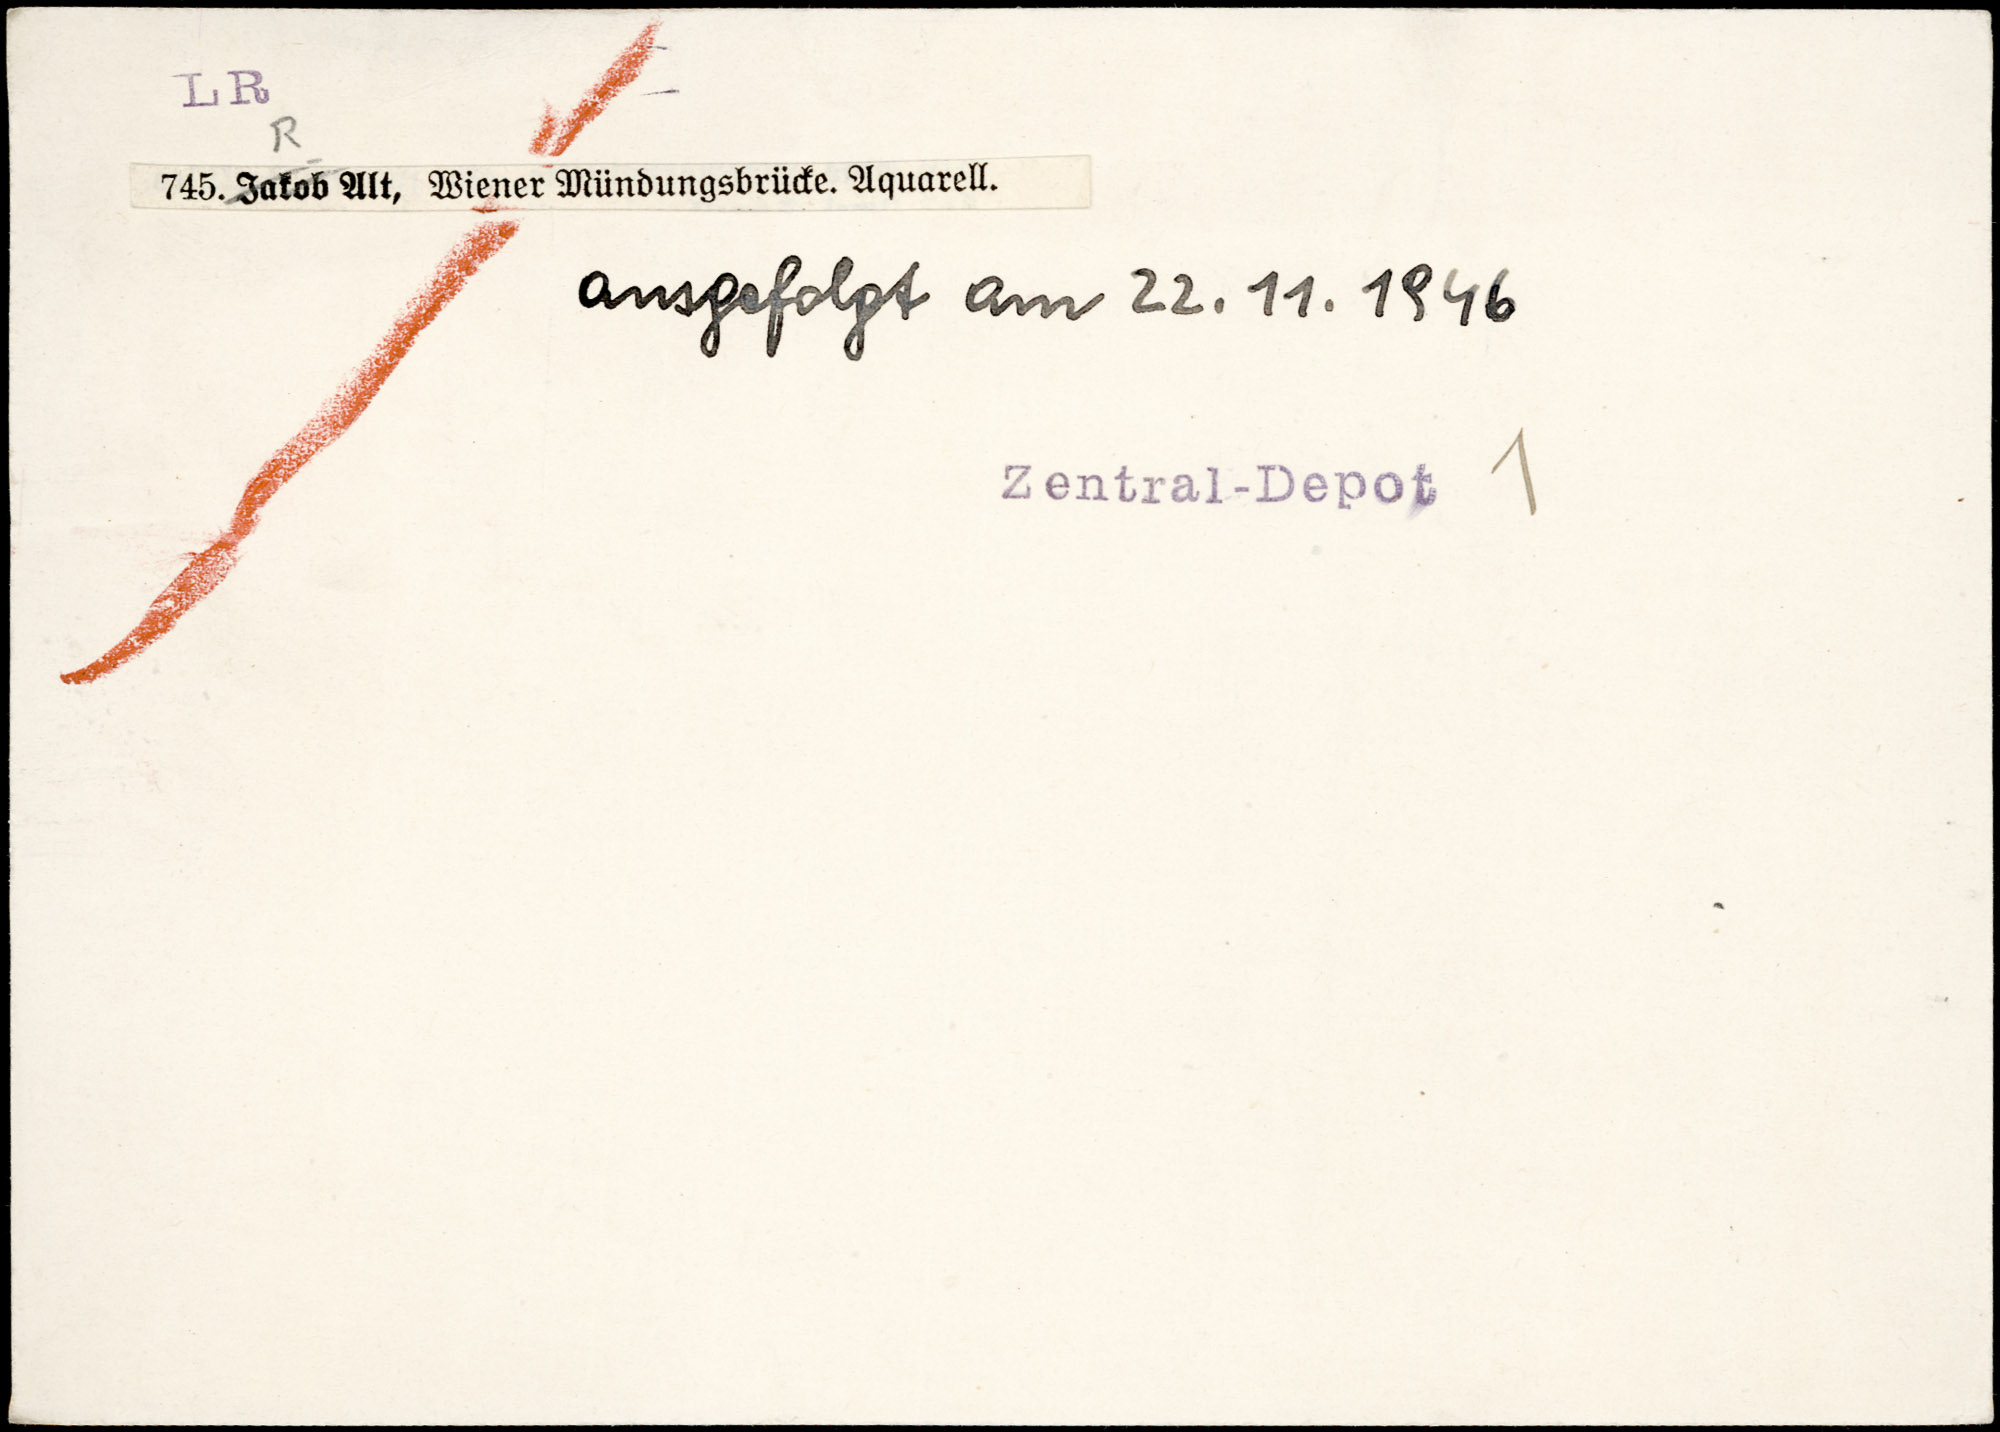 LR
R
745. Jakob Alt, Wiener Mündungsbrücke. Aquarell.
ausgefolgt am 22. 11. 1946
Zentral-Depot 1